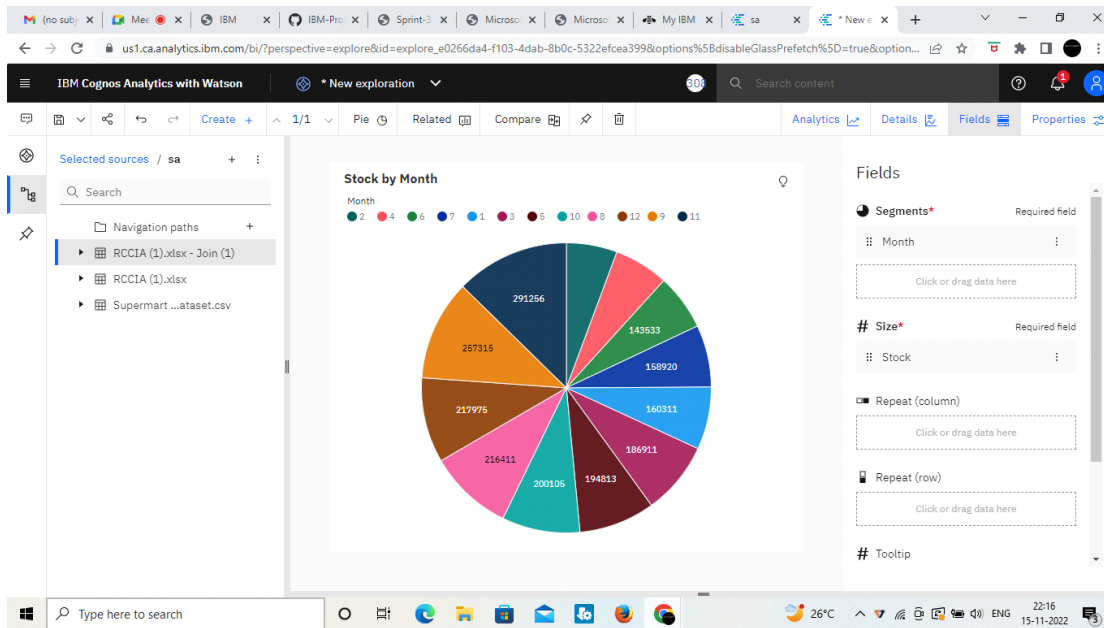 (no subj
Mee
IBM
IBM-Pro
Sprint-3
Microso
Microso
My IBM
sa
* New e
us1.ca.analytics.ibm.com/bi/?perspective=explore&id=explore_e0266da4-f103-4dab-8b0c-5322efcea399&options%5BdisableGlassPrefetch%5D=true&option...
IBM Cognos Analytics with Watson
* New exploration
308
Search content
1
Create +
1/1
Pie
Related
Compare
Analytics
Details
Fields
Properties
Selected sources / sa
Search
Navigation paths
RCCIA (1).xlsx - Join (1)
RCCIA (1).xlsx
Supermart ...ataset.csv
Stock by Month
Month
2 4 6 7 1 3 5 10 8 12 9 11
291256
143533
257315
158920
160311
217975
186911
216411
194813
200105
Fields
Segments* Required field
Month
Click or drag data here
# Size* Required field
Stock
Repeat (column)
Click or drag data here
Repeat (row)
Click or drag data here
# Tooltip
Type here to search
26°C
ENG
22:16
15-11-2022
3